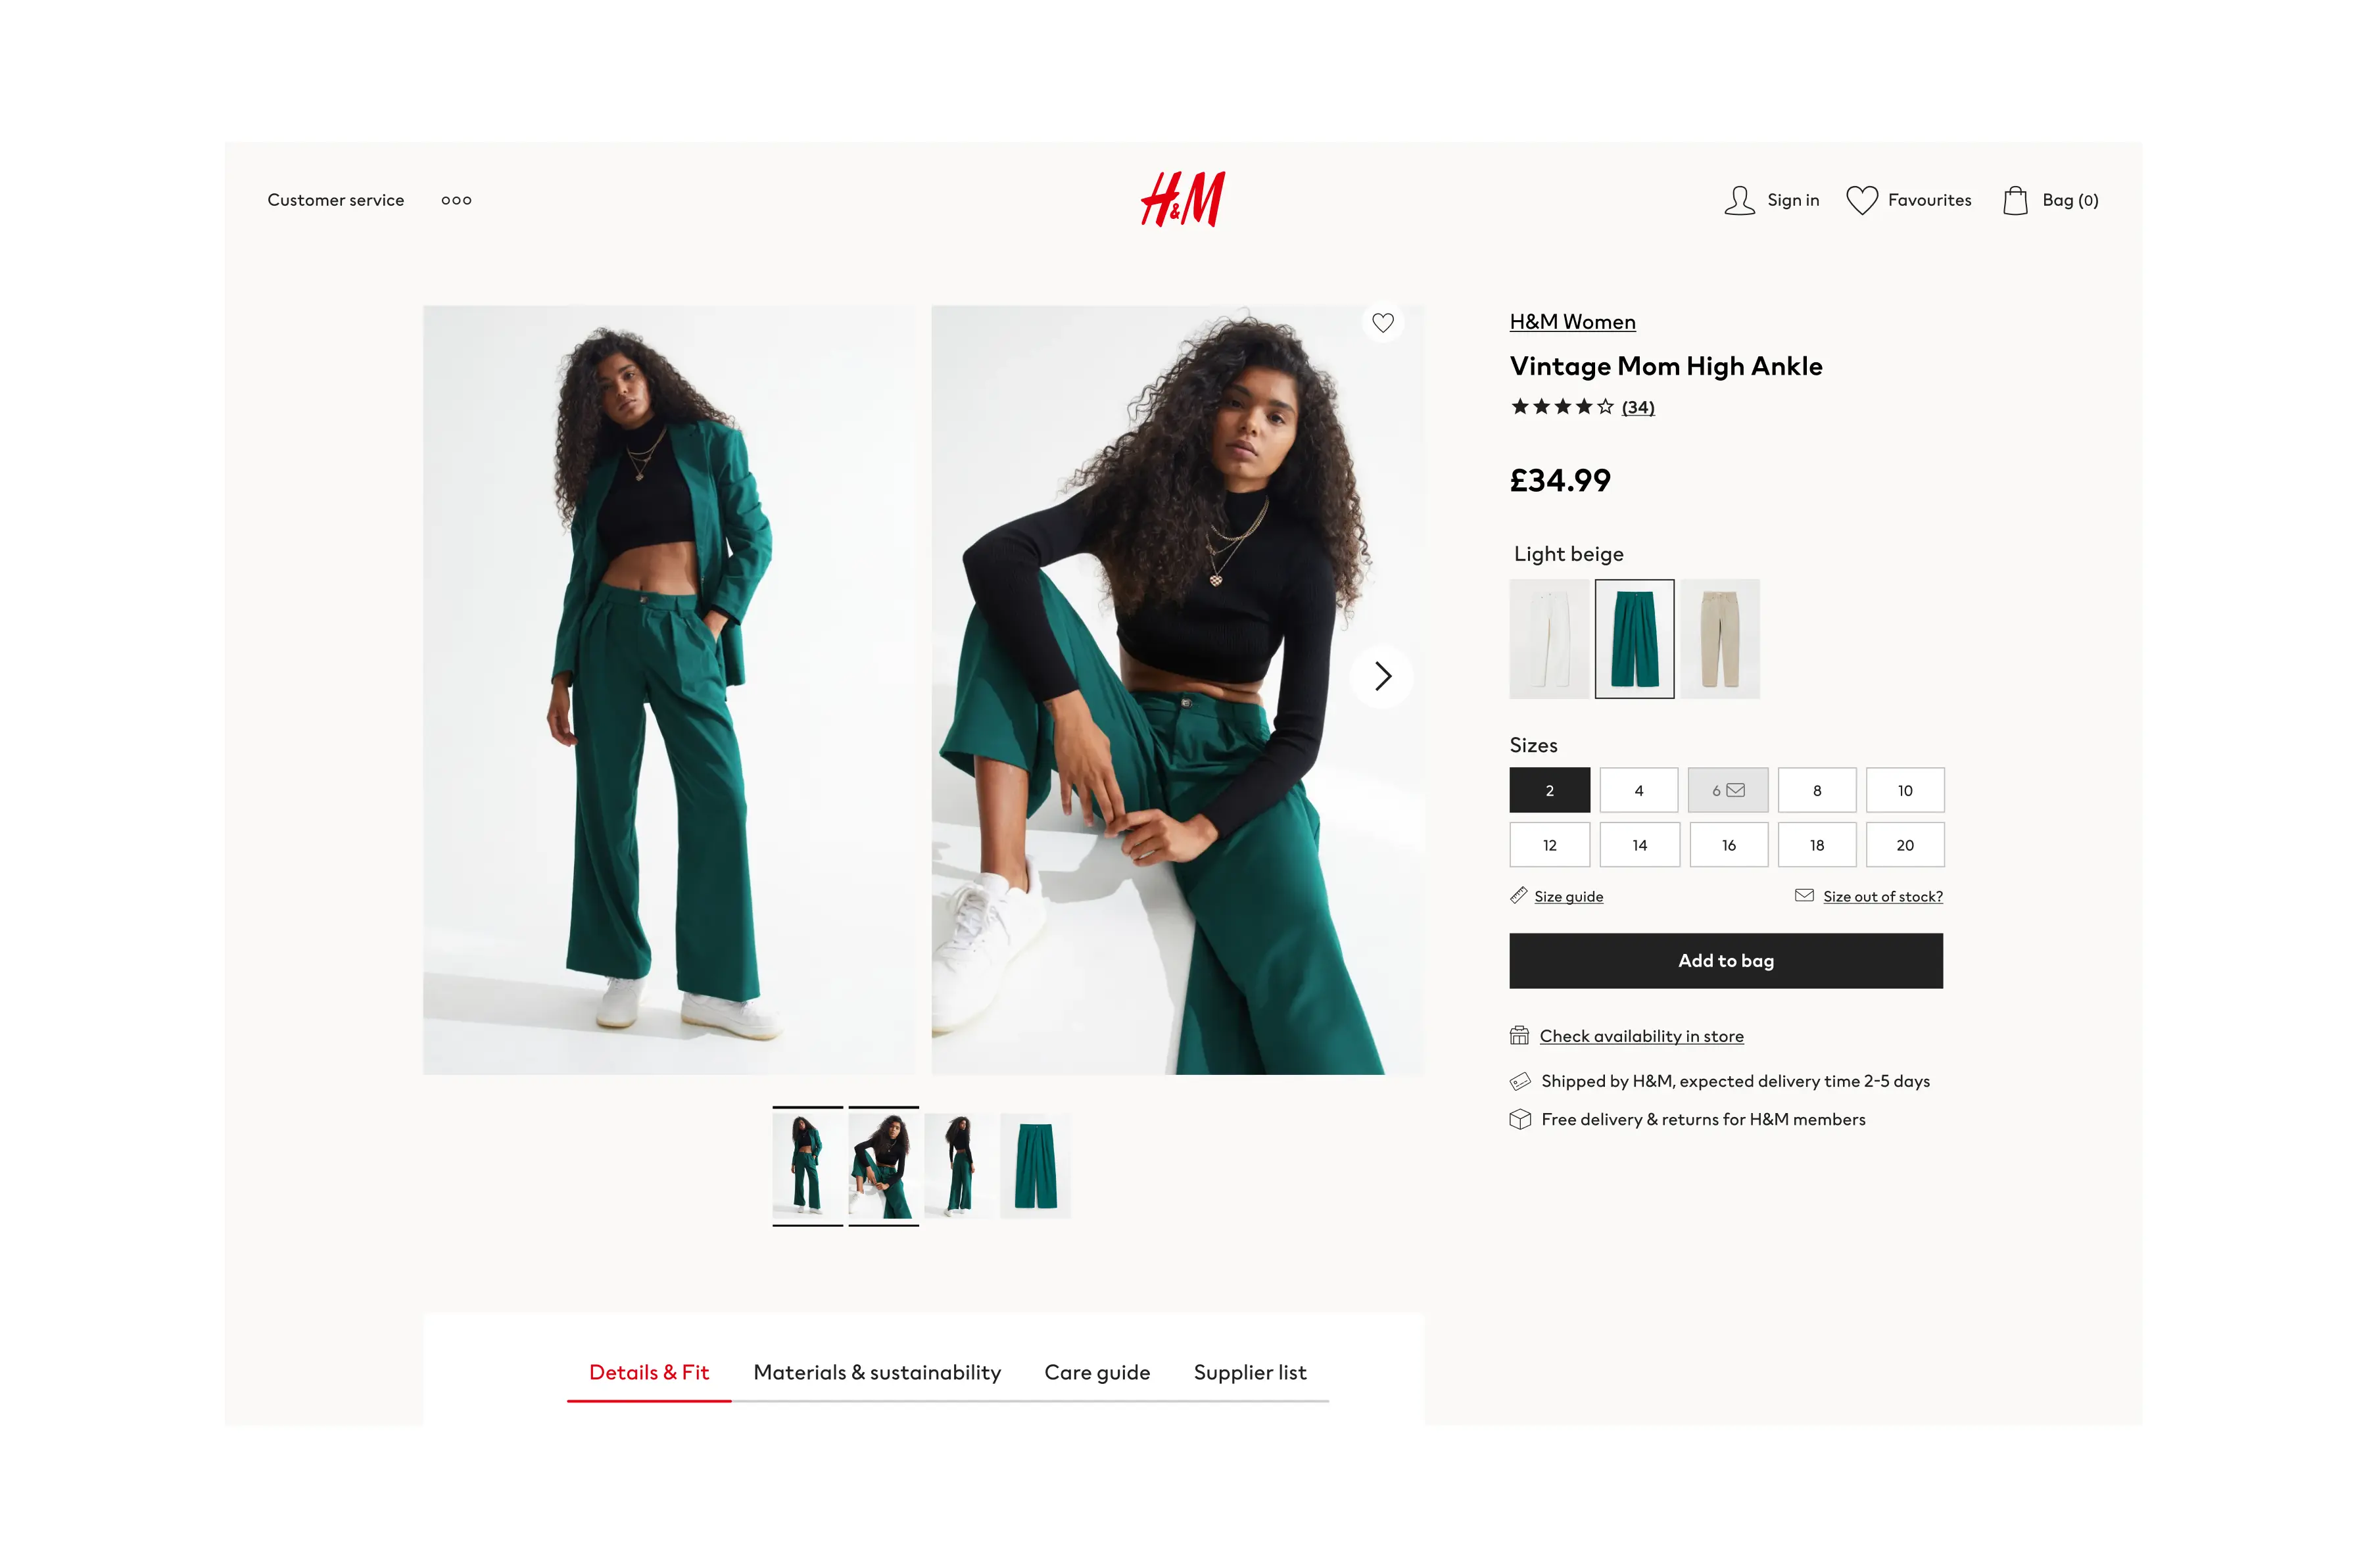 Customer service
H&M
Sign in
Favourites
Bag (0)
H&M Women
Vintage Mom High Ankle
(34)
£34.99
Light beige
Sizes
2 4 6 8 10
12 14 16 18 20
Size guide
Size out of stock?
Add to bag
Check availability in store
Shipped by H&M, expected delivery time 2-5 days
Free delivery & returns for H&M members
Details & Fit
Materials & sustainability
Care guide
Supplier list